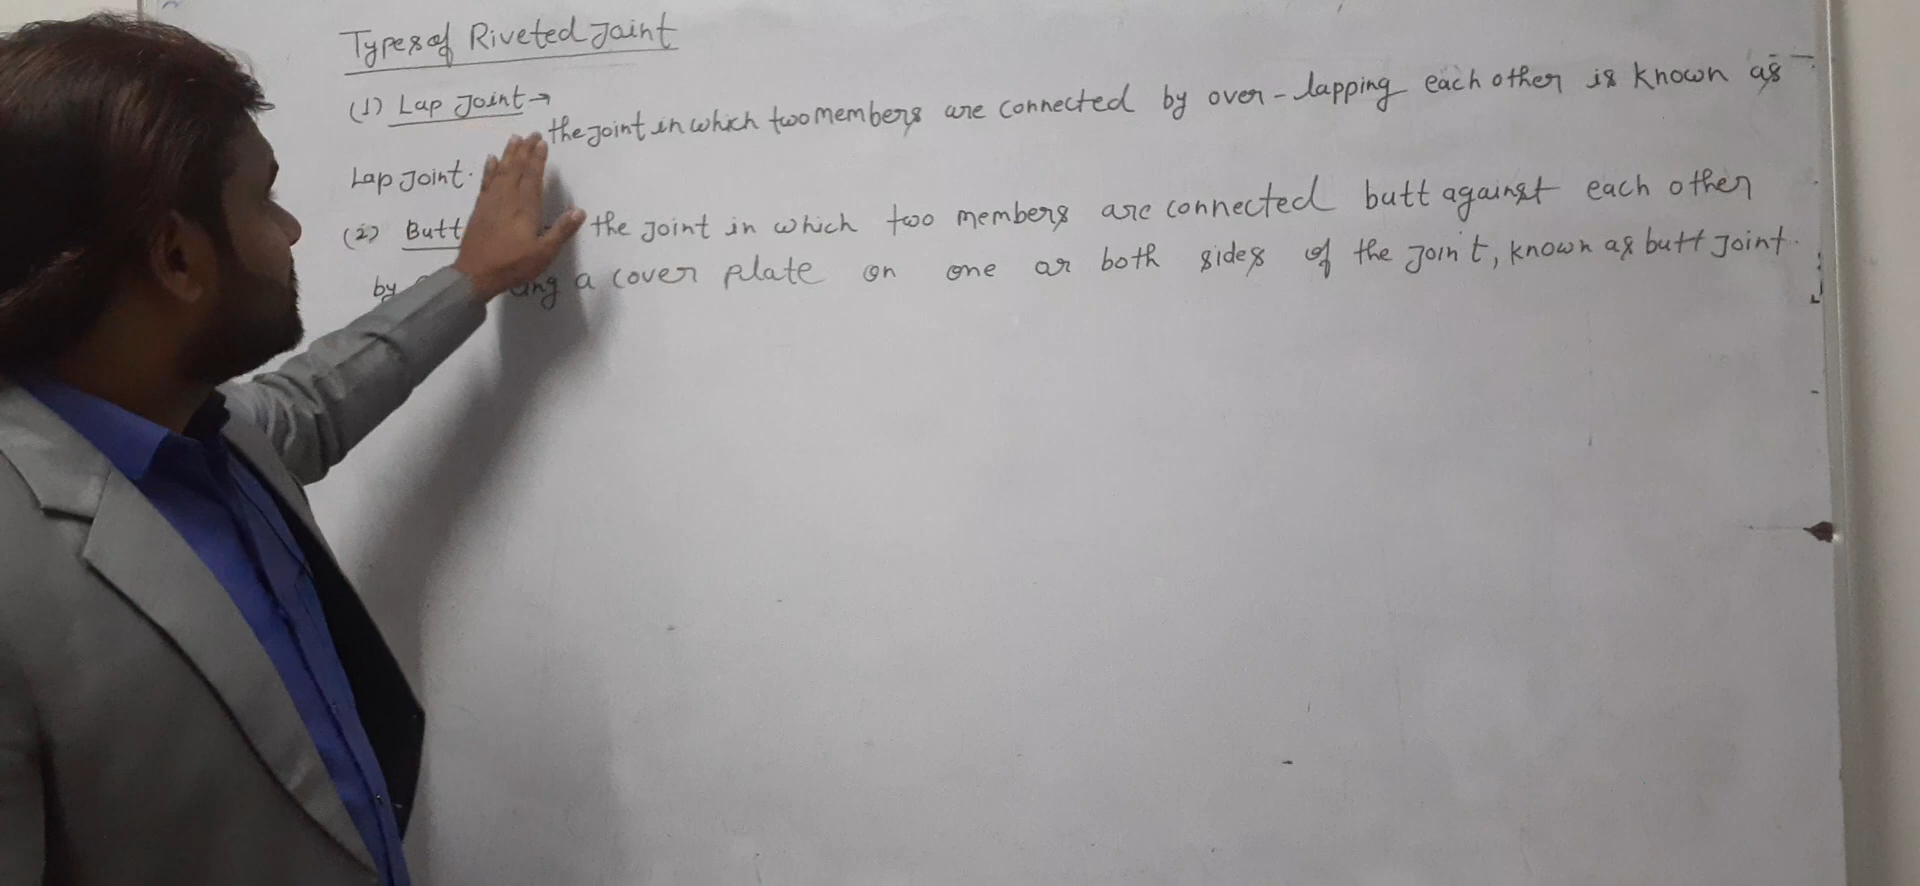 Types of Riveted Joint
(1) Lap Joint →
the joint in which two members are connected by over-lapping each other is known as
Lap Joint.
(2) Butt the joint in which two members are connected butt against each other
by a cover plate on one or both sides of the joint, known as butt joint.